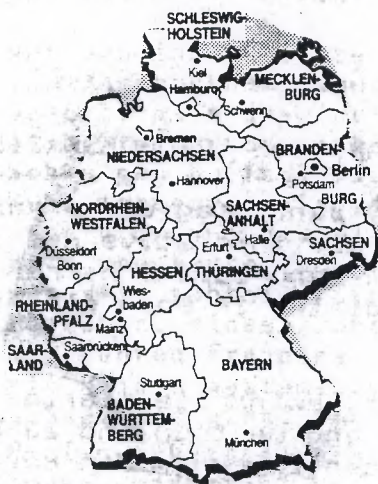 SCHLESWIG-
HOLSTEIN
Kiel
MECKLEN-
BURG
Hamburg
Schwerin
Bremen
NIEDERSACHSEN
BRANDEN-
Berlin
Potsdam
BURG
Hannover
NORDRHEIN-
WESTFALEN
SACHSEN-
ANHALT
Halle
Düsseldorf
Bonn
HESSEN
Erfurt
THÜRINGEN
SACHSEN
Dresden
RHEINLAND-
PFALZ
Wies-
baden
Mainz
SAAR-
LAND
Saarbrücken
BAYERN
Stuttgart
BADEN-
WÜRTTEM-
BERG
München